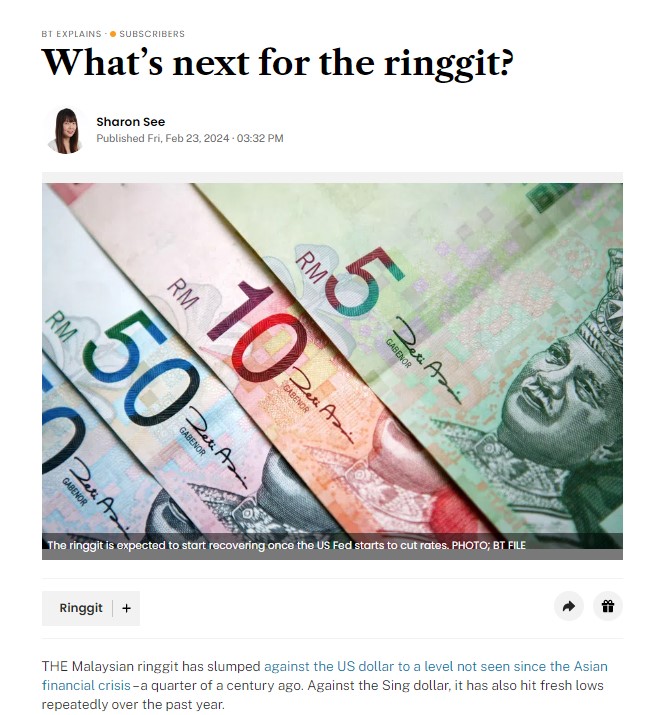 BT EXPLAINS · SUBSCRIBERS
What's next for the ringgit?
Sharon See
Published Fri, Feb 23, 2024 · 03:32 PM
RM 5
GABENOR
RM 10
GABENOR
RM 50
GABENOR
0
GABENOR
The ringgit is expected to start recovering once the US Fed starts to cut rates. PHOTO; BT FILE
Ringgit +
THE Malaysian ringgit has slumped against the US dollar to a level not seen since the Asian
financial crisis – a quarter of a century ago. Against the Sing dollar, it has also hit fresh lows
repeatedly over the past year.